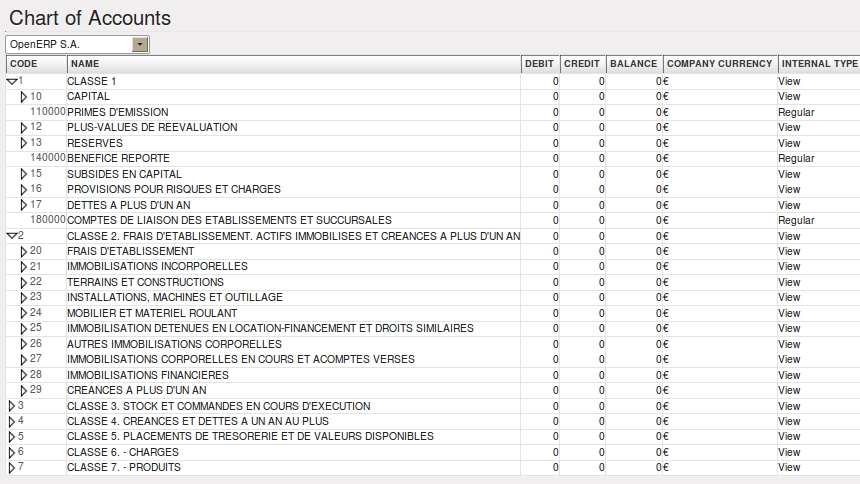 Chart of Accounts
OpenERP S.A.
CODE NAME DEBIT CREDIT BALANCE COMPANY CURRENCY INTERNAL TYPE
1 CLASSE 1 0 0 0 € View
10 CAPITAL 0 0 0 € View
110000 PRIMES D'EMISSION 0 0 0 € Regular
12 PLUS-VALUES DE REEVALUATION 0 0 0 € View
13 RESERVES 0 0 0 € View
140000 BENEFICE REPORTE 0 0 0 € Regular
15 SUBSIDES EN CAPITAL 0 0 0 € View
16 PROVISIONS POUR RISQUES ET CHARGES 0 0 0 € View
17 DETTES A PLUS D'UN AN 0 0 0 € View
180000 COMPTES DE LIAISON DES ETABLISSEMENTS ET SUCCURSALES 0 0 0 € Regular
2 CLASSE 2. FRAIS D'ETABLISSEMENT. ACTIFS IMMOBILISES ET CREANCES A PLUS D'UN AN 0 0 0 € View
20 FRAIS D'ETABLISSEMENT 0 0 0 € View
21 IMMOBILISATIONS INCORPORELLES 0 0 0 € View
22 TERRAINS ET CONSTRUCTIONS 0 0 0 € View
23 INSTALLATIONS, MACHINES ET OUTILLAGE 0 0 0 € View
24 MOBILIER ET MATERIEL ROULANT 0 0 0 € View
25 IMMOBILISATION DETENUES EN LOCATION-FINANCEMENT ET DROITS SIMILAIRES 0 0 0 € View
26 AUTRES IMMOBILISATIONS CORPORELLES 0 0 0 € View
27 IMMOBILISATIONS CORPORELLES EN COURS ET ACOMPTES VERSES 0 0 0 € View
28 IMMOBILISATIONS FINANCIERES 0 0 0 € View
29 CREANCES A PLUS D'UN AN 0 0 0 € View
3 CLASSE 3. STOCK ET COMMANDES EN COURS D'EXECUTION 0 0 0 € View
4 CLASSE 4. CREANCES ET DETTES A UN AN AU PLUS 0 0 0 € View
5 CLASSE 5. PLACEMENTS DE TRESORERIE ET DE VALEURS DISPONIBLES 0 0 0 € View
6 CLASSE 6. - CHARGES 0 0 0 € View
7 CLASSE 7. - PRODUITS 0 0 0 € View